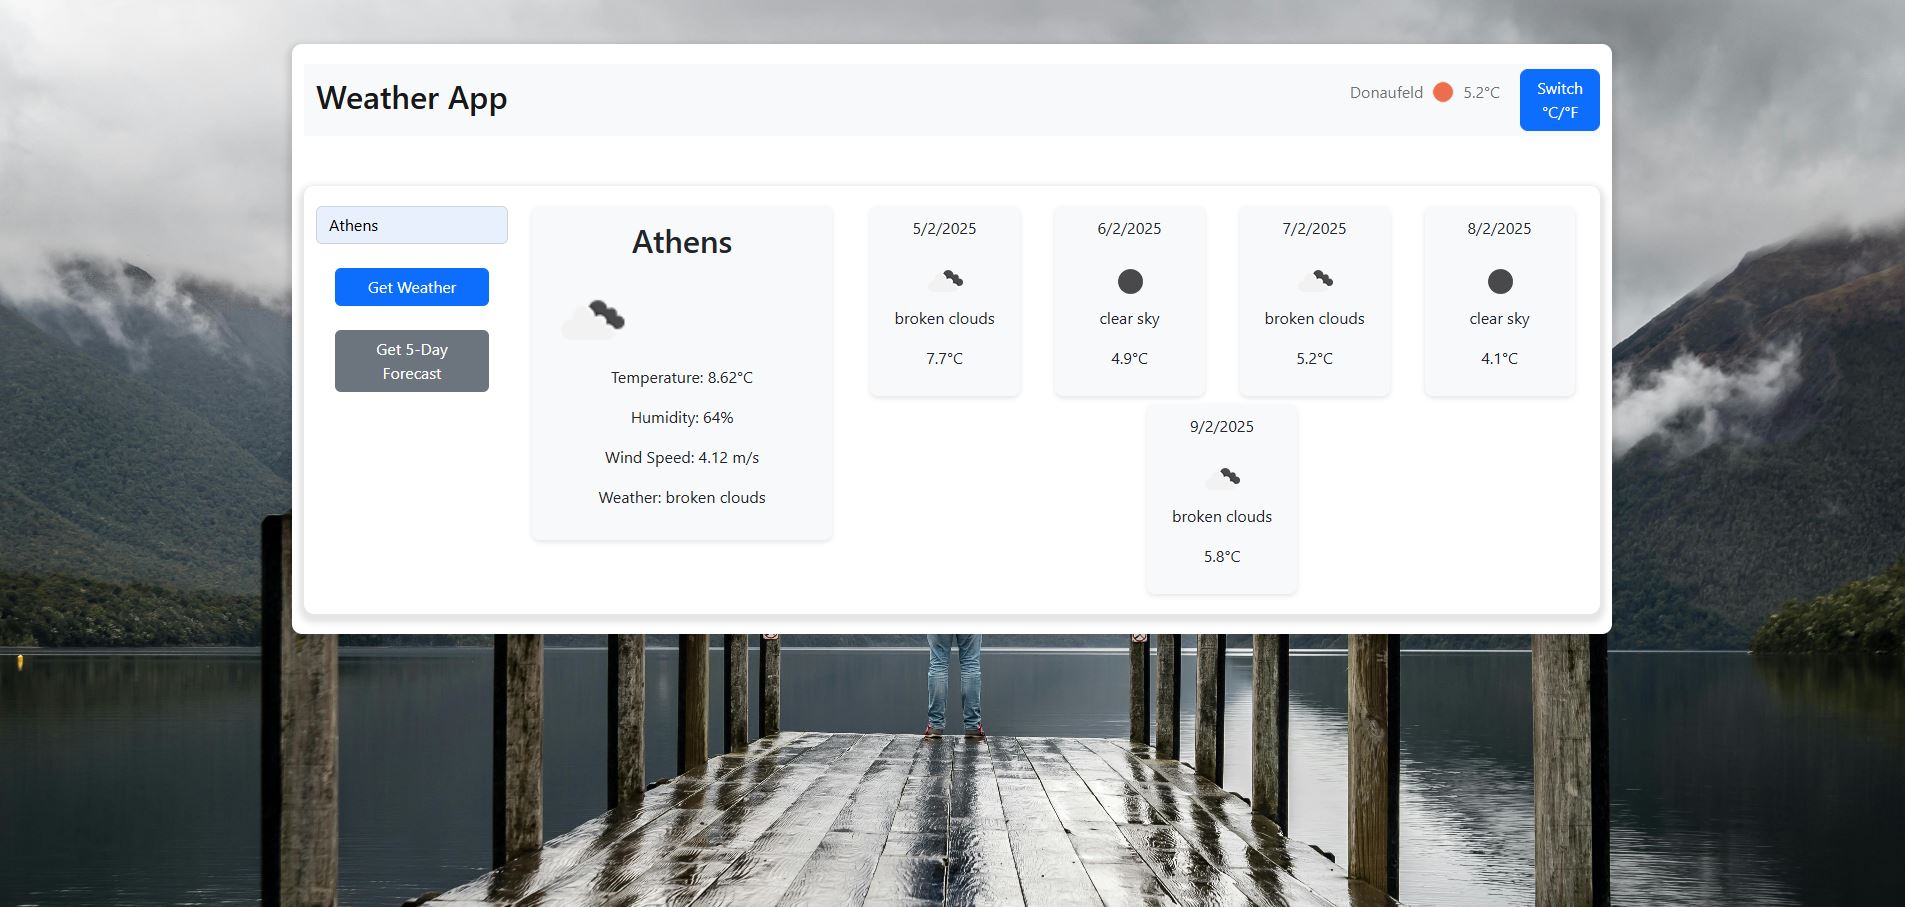 Weather App
Donaufeld 5.2°C
Switch
°C/°F
Athens
Get Weather
Get 5-Day
Forecast
Athens
Temperature: 8.62°C
Humidity: 64%
Wind Speed: 4.12 m/s
Weather: broken clouds
5/2/2025
broken clouds
7.7°C
6/2/2025
clear sky
4.9°C
7/2/2025
broken clouds
5.2°C
8/2/2025
clear sky
4.1°C
9/2/2025
broken clouds
5.8°C